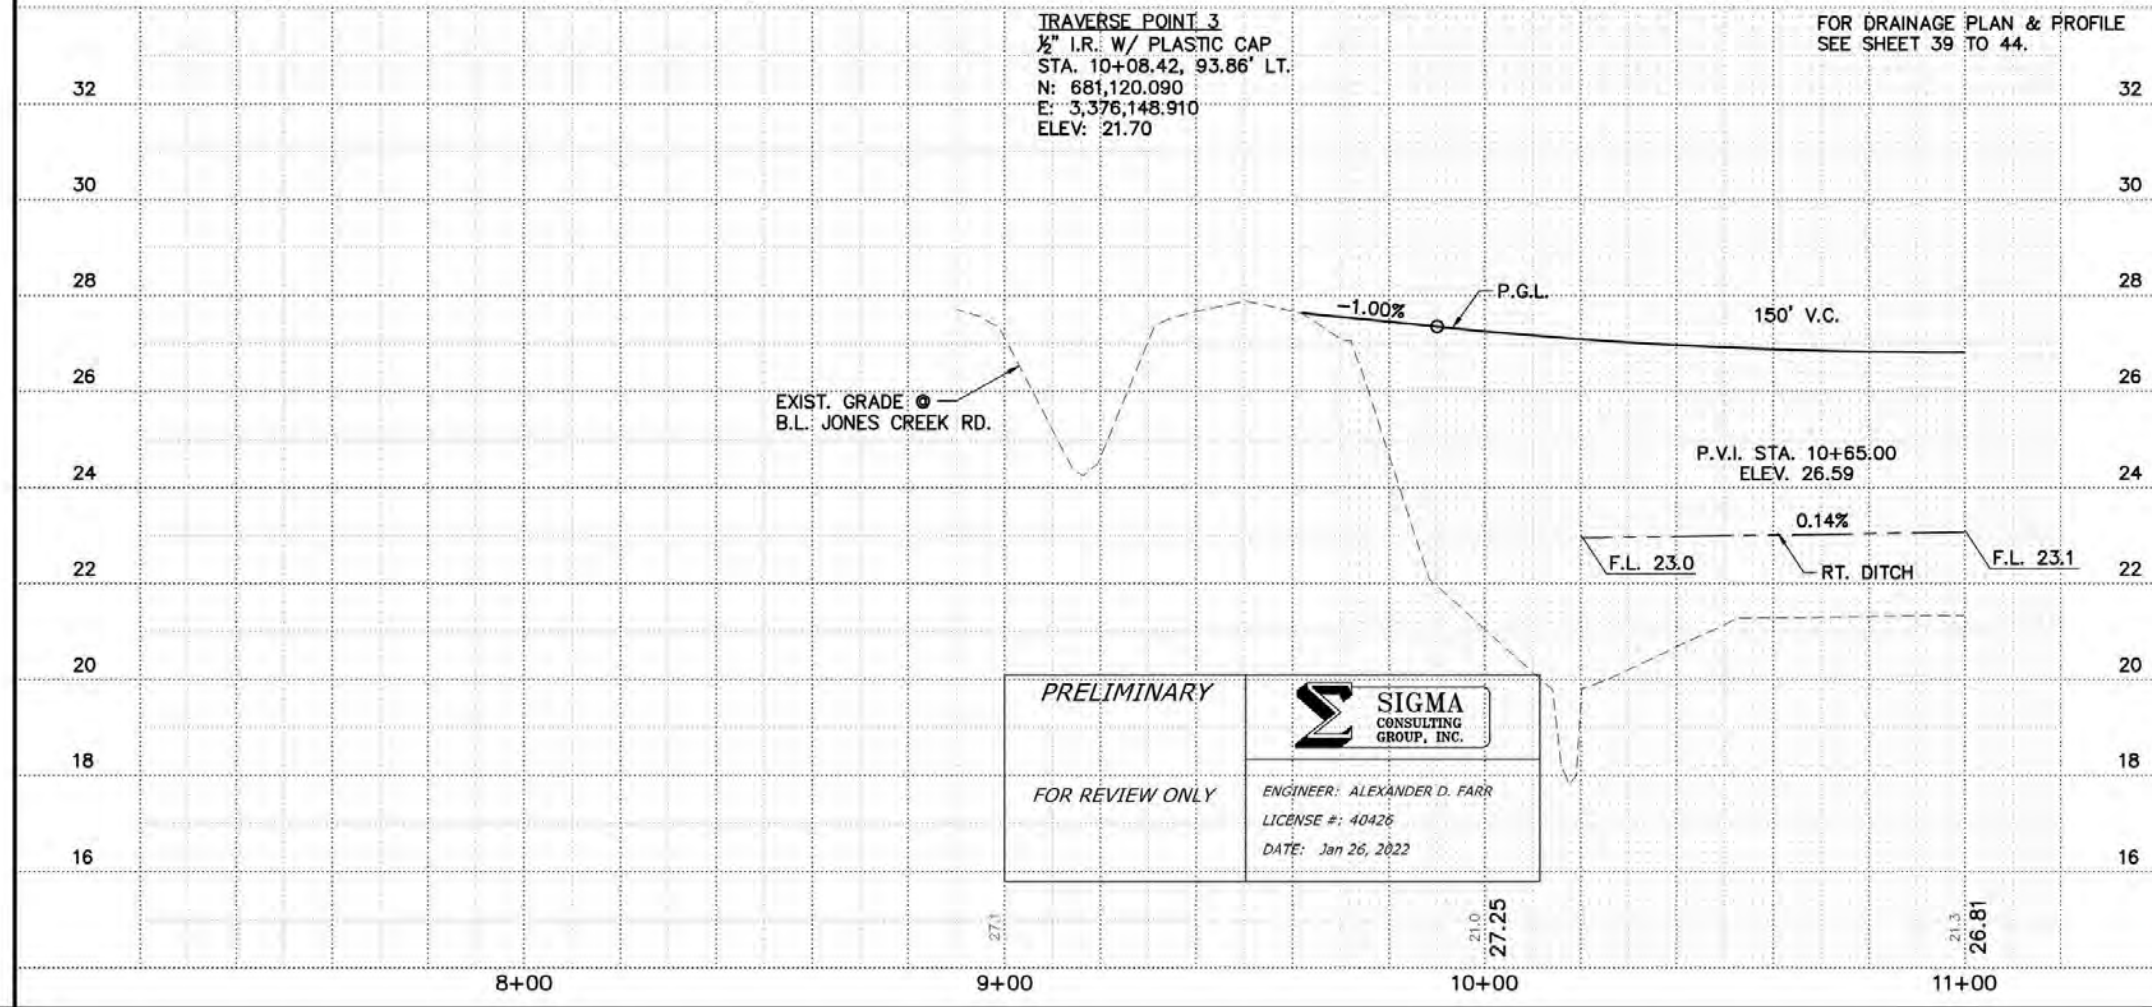 TRAVERSE POINT 3
½" I.R. W/ PLASTIC CAP
STA. 10+08.42, 93.86' LT.
N: 681,120.090
E: 3,376,148.910
ELEV: 21.70
FOR DRAINAGE PLAN & PROFILE
SEE SHEET 39 TO 44.
32
32
30
30
28
28
-1.00%
P.G.L.
150' V.C.
26
26
EXIST. GRADE @
B.L. JONES CREEK RD.
P.V.I. STA. 10+65.00
ELEV. 26.59
24
24
0.14%
F.L. 23.0
RT. DITCH
F.L. 23.1
22
22
20
20
PRELIMINARY
FOR REVIEW ONLY
SIGMA
CONSULTING
GROUP, INC.
ENGINEER: ALEXANDER D. FARR
LICENSE #: 40426
DATE: Jan 26, 2022
18
18
16
16
27.1
21.0
27.25
21.3
26.81
8+00
9+00
10+00
11+00